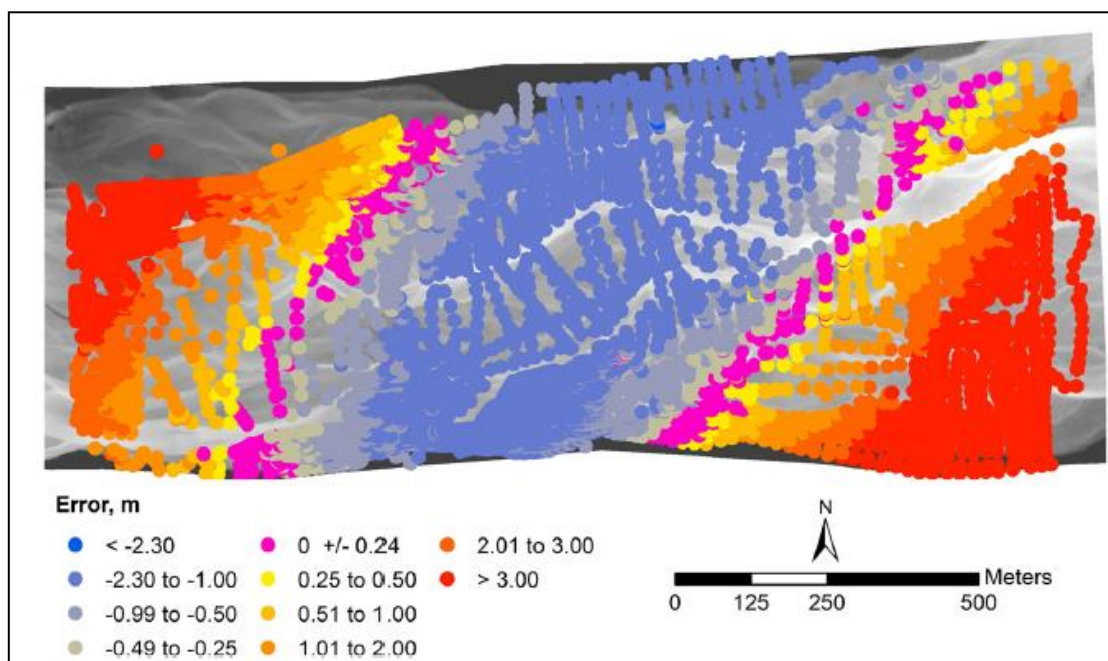 Error, m
< -2.30
-2.30 to -1.00
-0.99 to -0.50
-0.49 to -0.25
0 +/- 0.24
0.25 to 0.50
0.51 to 1.00
1.01 to 2.00
2.01 to 3.00
> 3.00
N
Meters
0 125 250 500